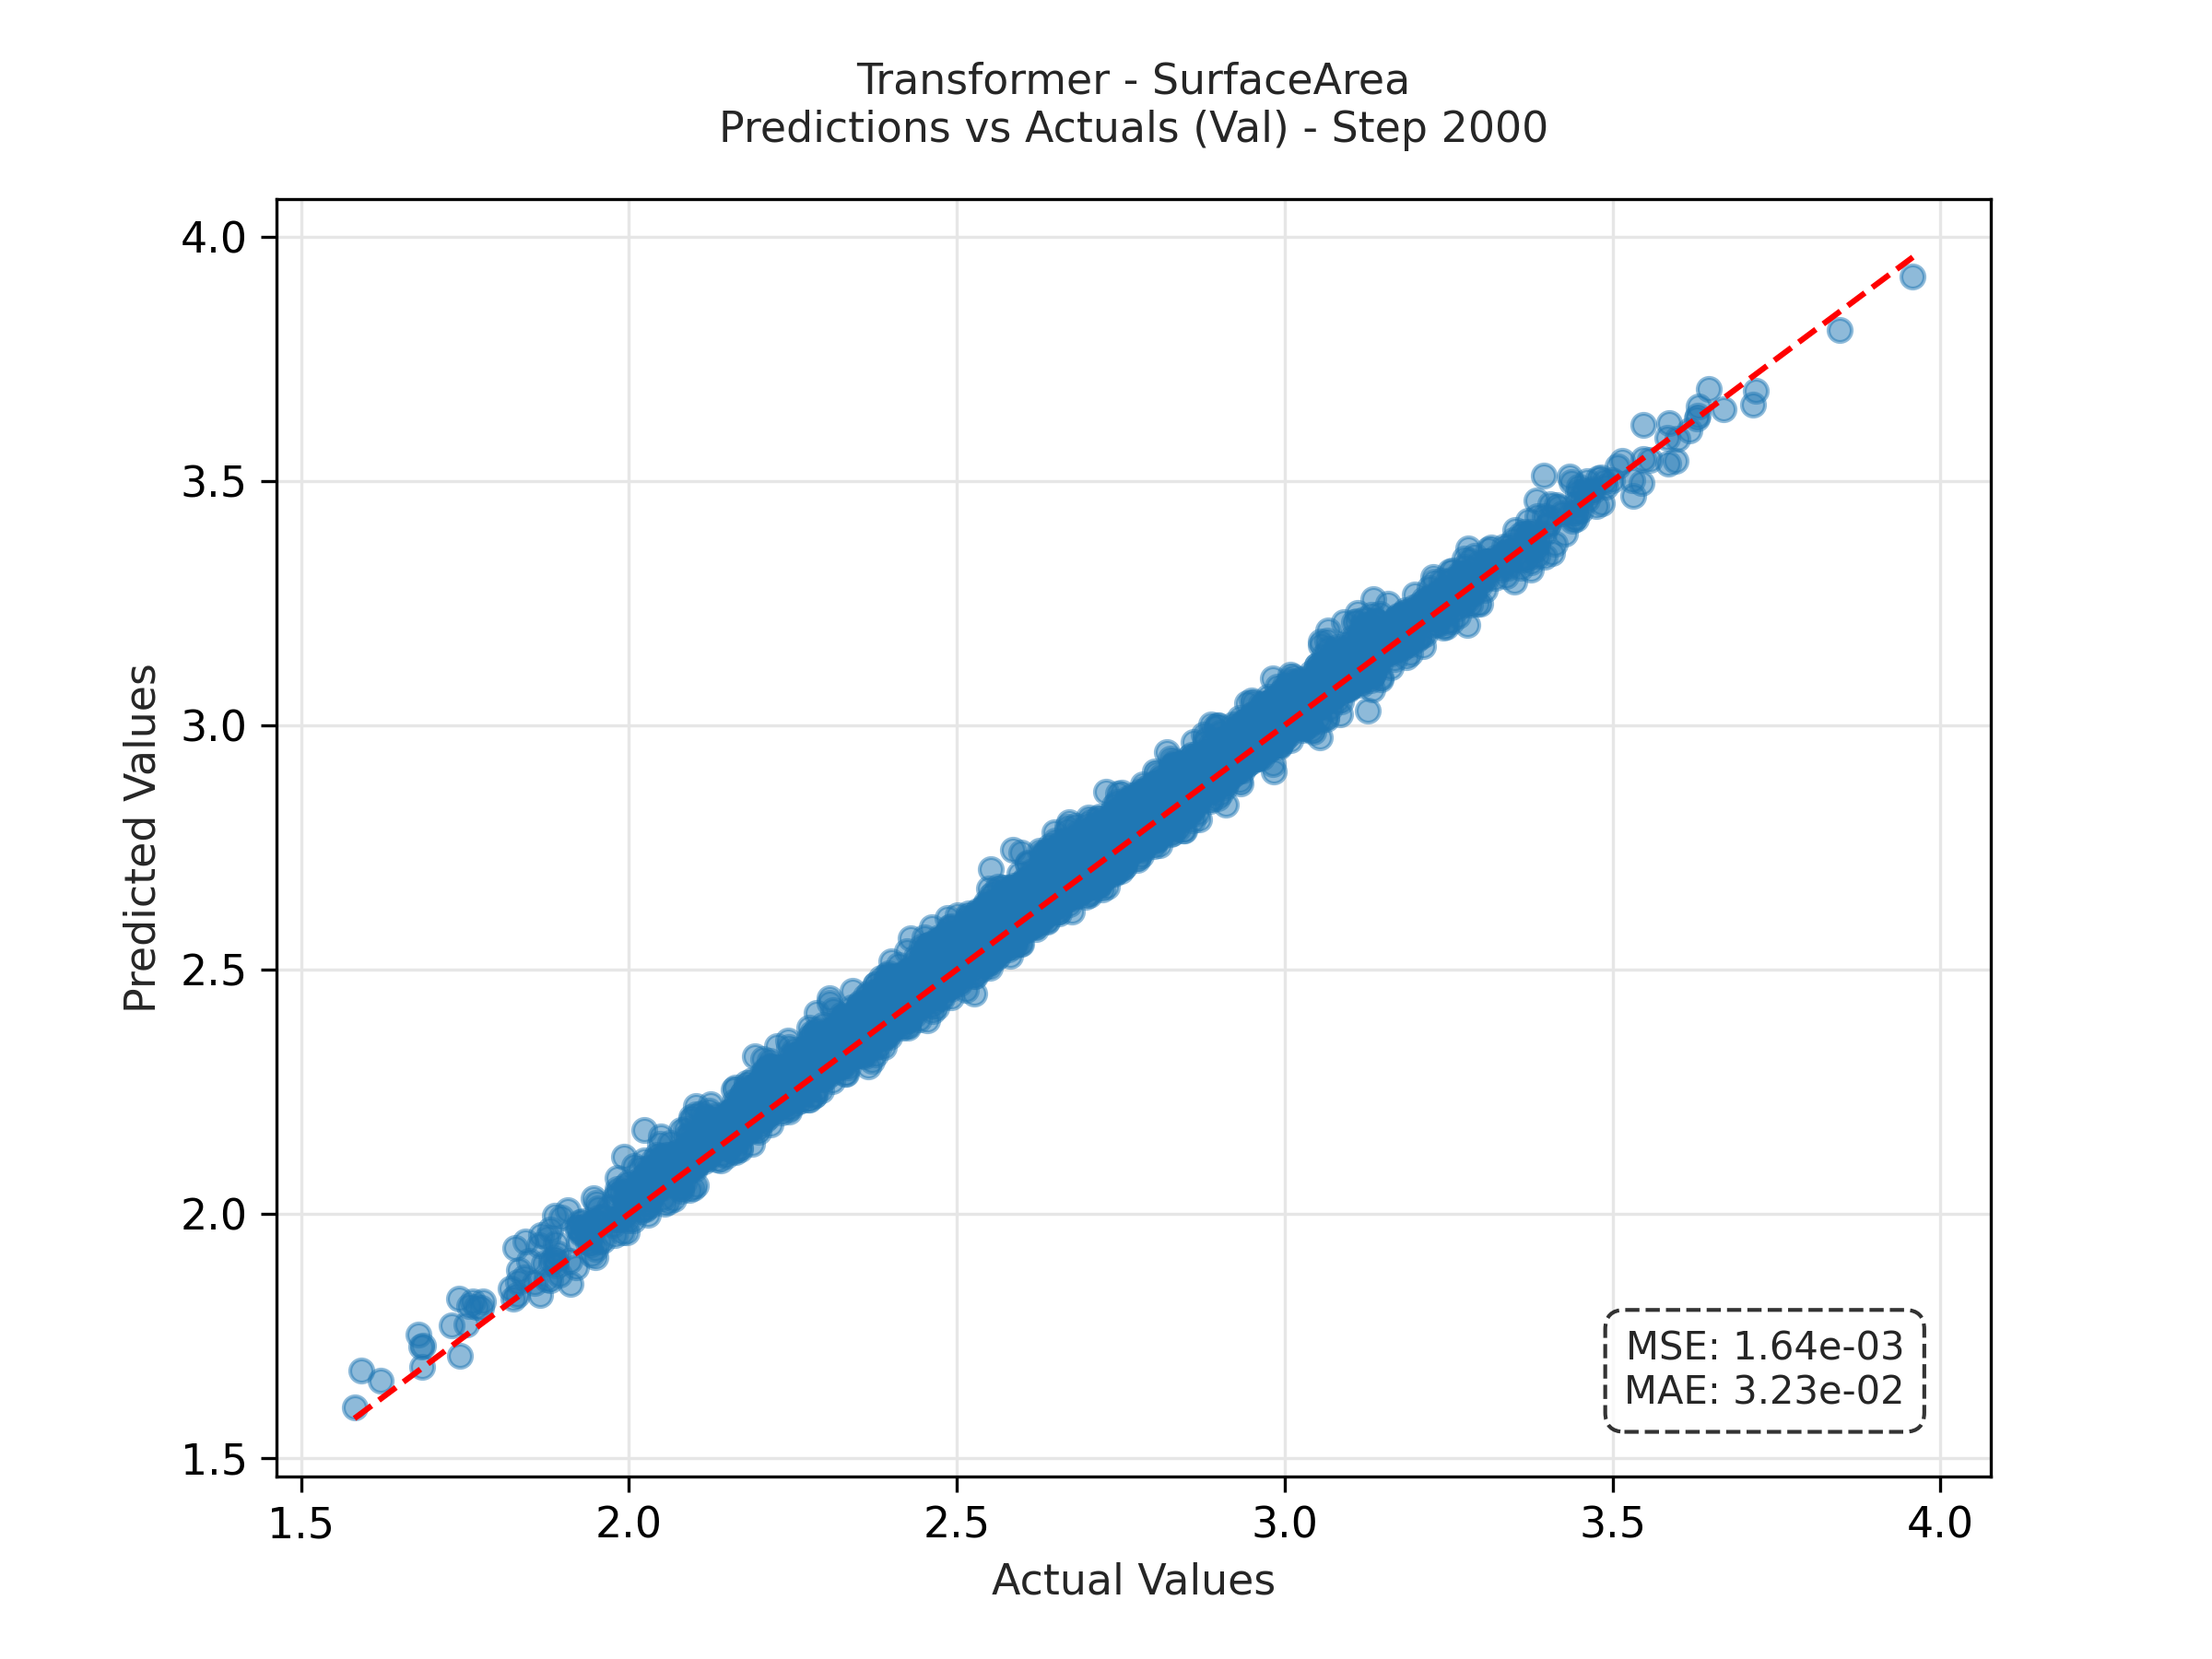 Transformer - SurfaceArea
Predictions vs Actuals (Val) - Step 2000
4.0
3.5
3.0
2.5
2.0
1.5
Predicted Values
MSE: 1.64e-03
MAE: 3.23e-02
1.5
2.0
2.5
3.0
3.5
4.0
Actual Values